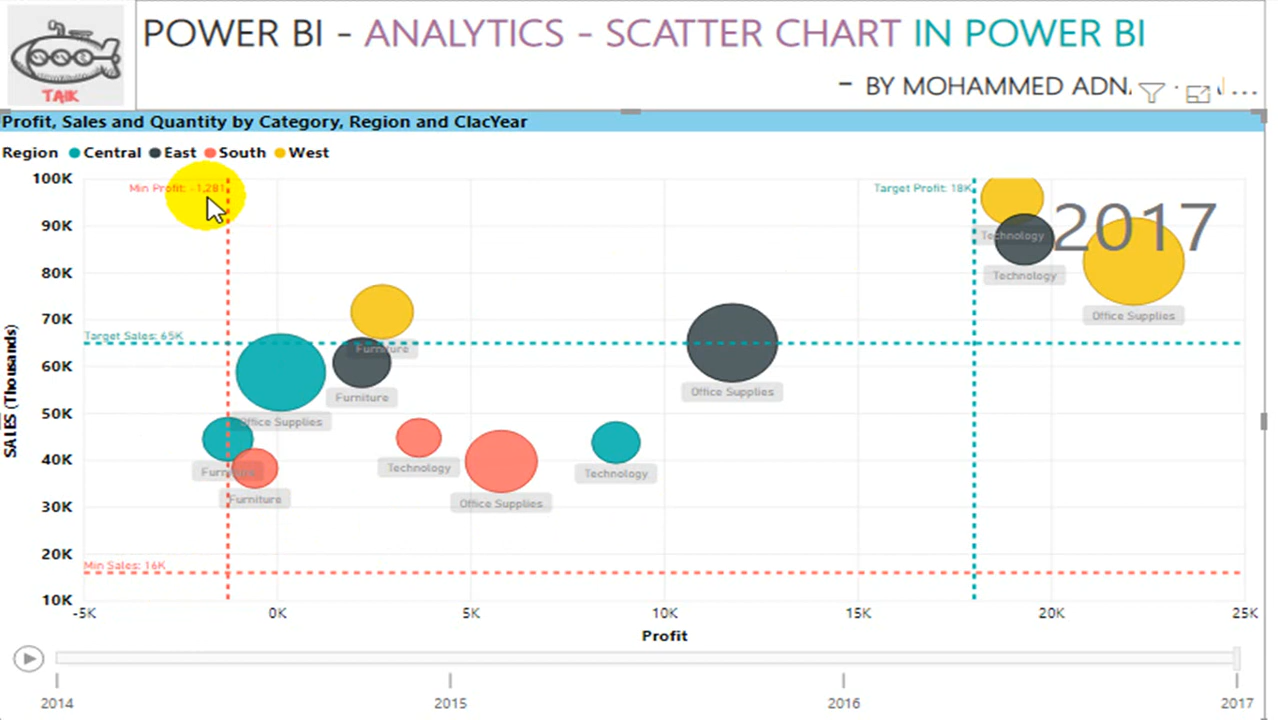 TAIK
POWER BI - ANALYTICS - SCATTER CHART IN POWER BI
- BY MOHAMMED
Profit, Sales and Quantity by Category, Region and ClacYear
Region Central East South West
100K
90K
80K
70K
60K
50K
40K
30K
20K
10K
SALES (Thousands)
Min Profit: -1,281
Target Profit: 18K
2017
Technology
Technology
Office Supplies
Target Sales: 65K
Furniture
Furniture
Office Supplies
Office Supplies
Furniture
Furniture
Technology
Office Supplies
Technology
Min Sales: 16K
-5K 0K 5K 10K 15K 20K 25K
Profit
2014 2015 2016 2017